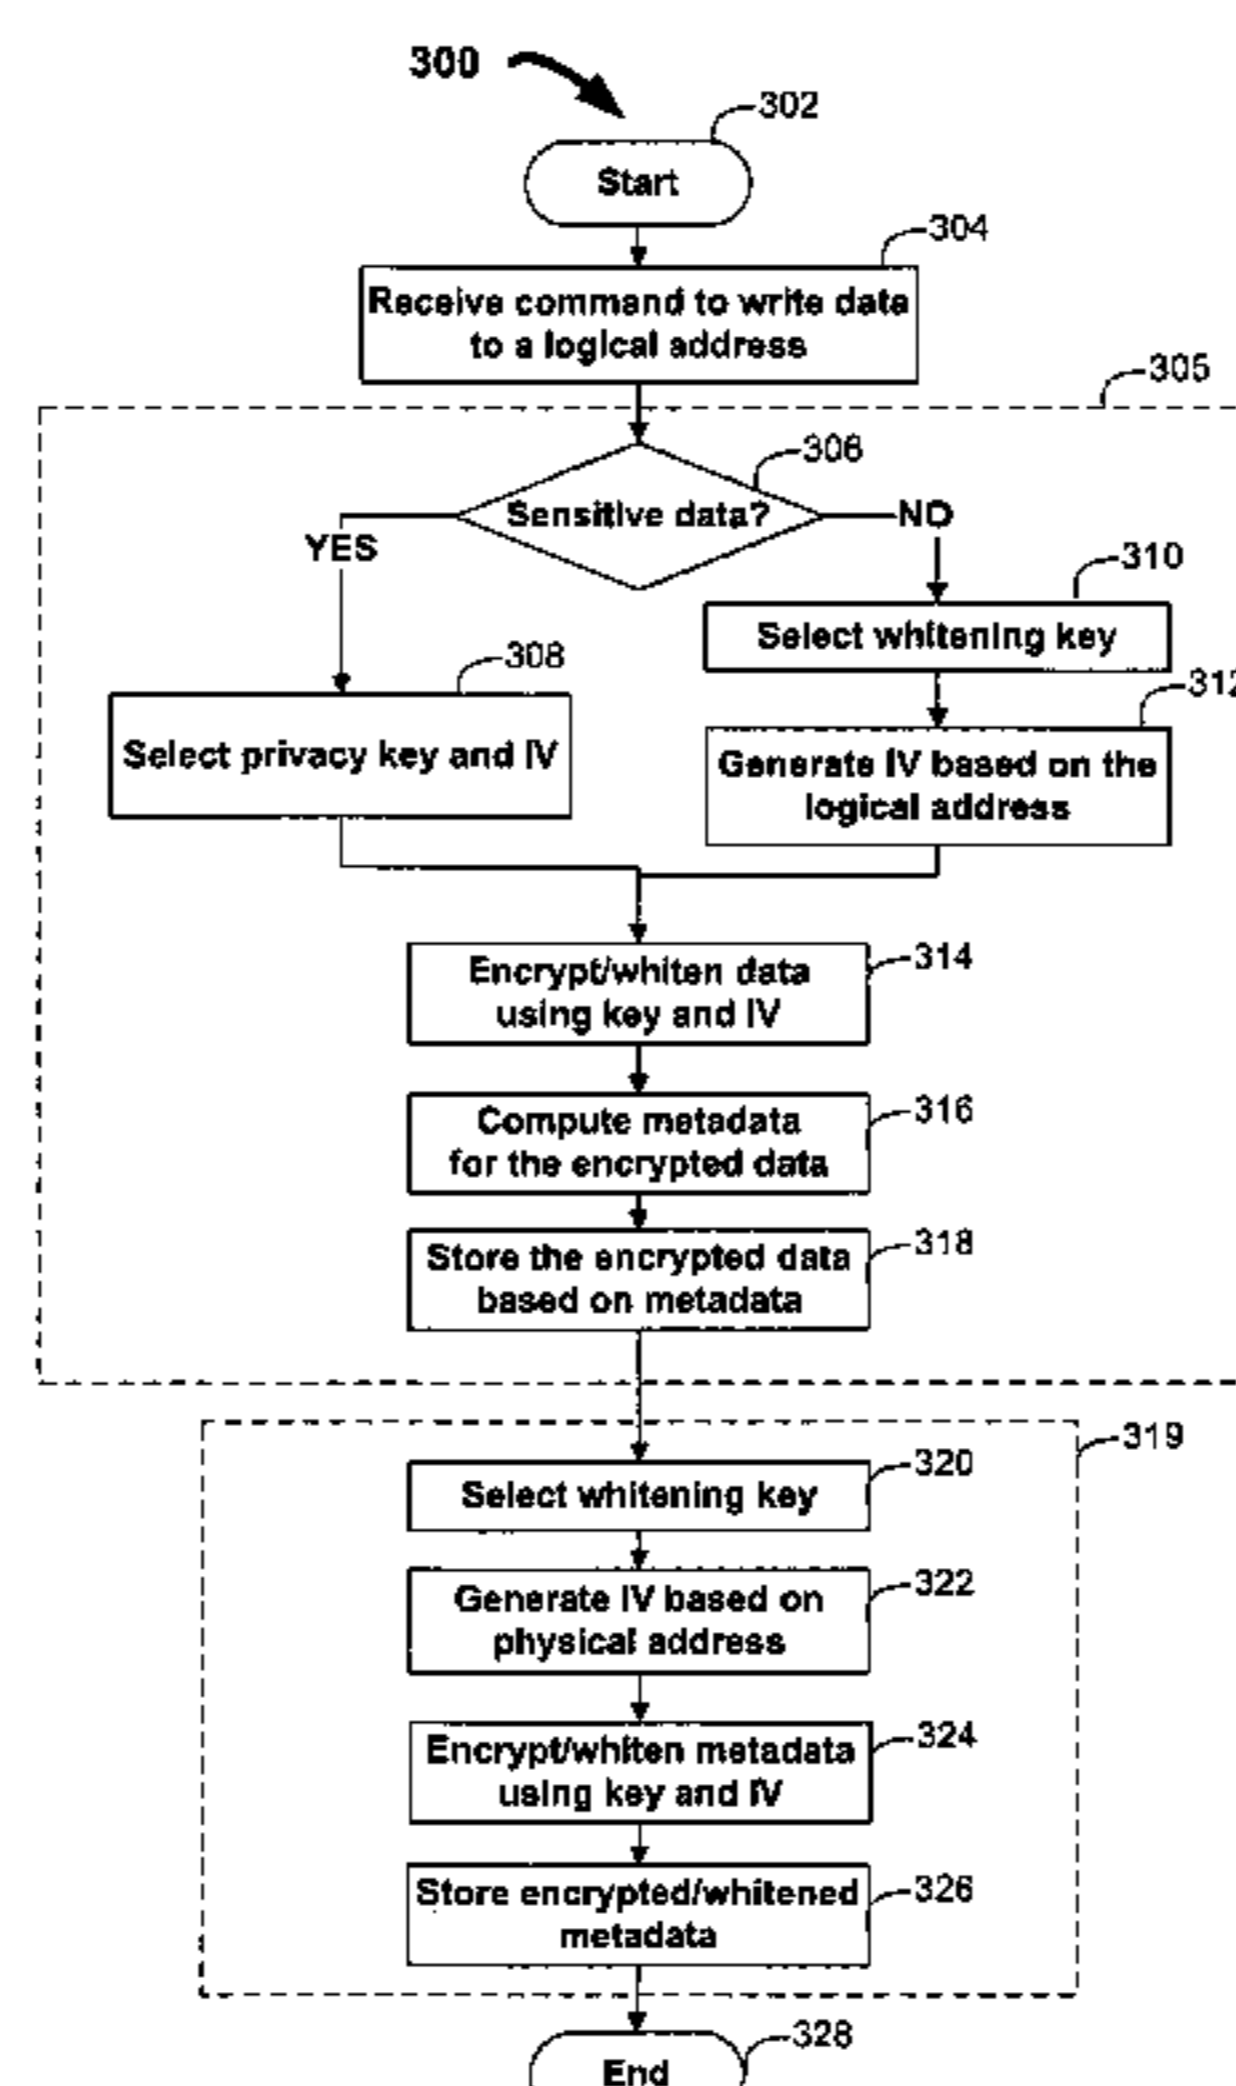 300
302
Start
304
Receive command to write data
to a logical address
305
306
Sensitive data?
NO
YES
310
Select whitening key
308
312
Select privacy key and IV
Generate IV based on the
logical address
314
Encrypt/whiten data
using key and IV
316
Compute metadata
for the encrypted data
318
Store the encrypted data
based on metadata
319
320
Select whitening key
322
Generate IV based on
physical address
324
Encrypt/whiten metadata
using key and IV
326
Store encrypted/whitened
metadata
328
End